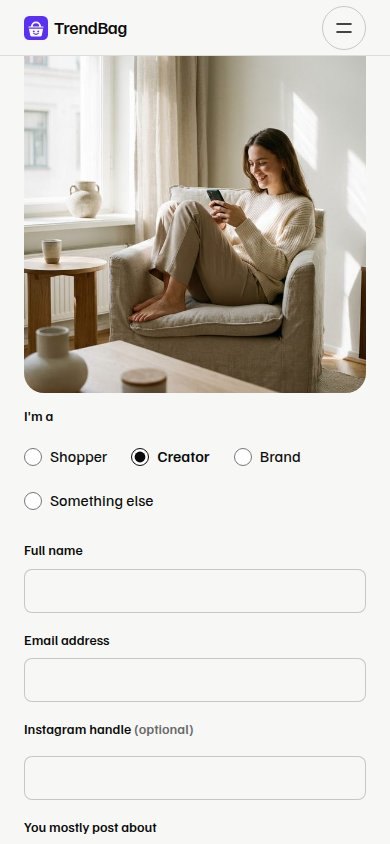 TrendBag
I'm a
Shopper Creator Brand
Something else
Full name
Email address
Instagram handle (optional)
You mostly post about